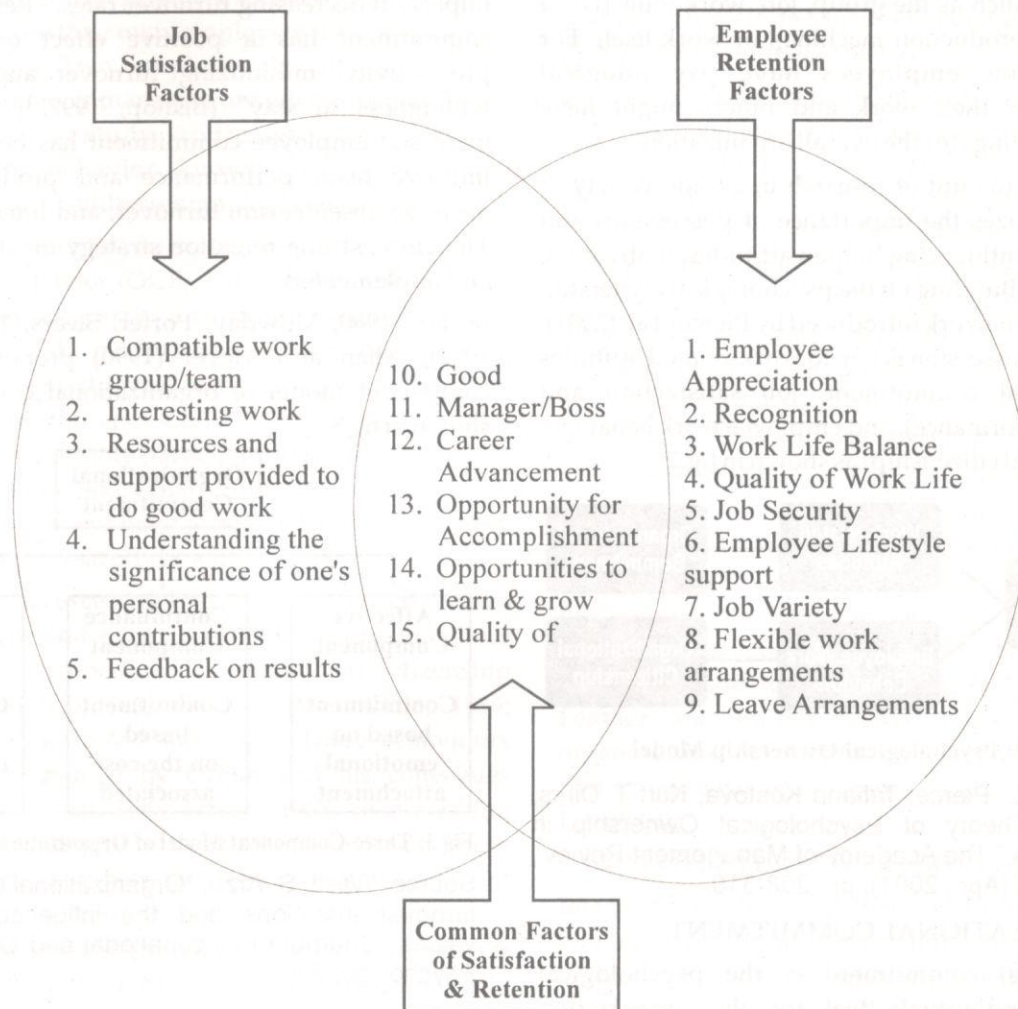 Job
Satisfaction
Factors
Employee
Retention
Factors
1. Compatible work
group/team
2. Interesting work
3. Resources and
support provided to
do good work
4. Understanding the
significance of one's
personal
contributions
5. Feedback on results
10. Good
11. Manager/Boss
12. Career
Advancement
13. Opportunity for
Accomplishment
14. Opportunities to
learn & grow
15. Quality of
1. Employee
Appreciation
2. Recognition
3. Work Life Balance
4. Quality of Work Life
5. Job Security
6. Employee Lifestyle
support
7. Job Variety
8. Flexible work
arrangements
9. Leave Arrangements
Common Factors
of Satisfaction
& Retention